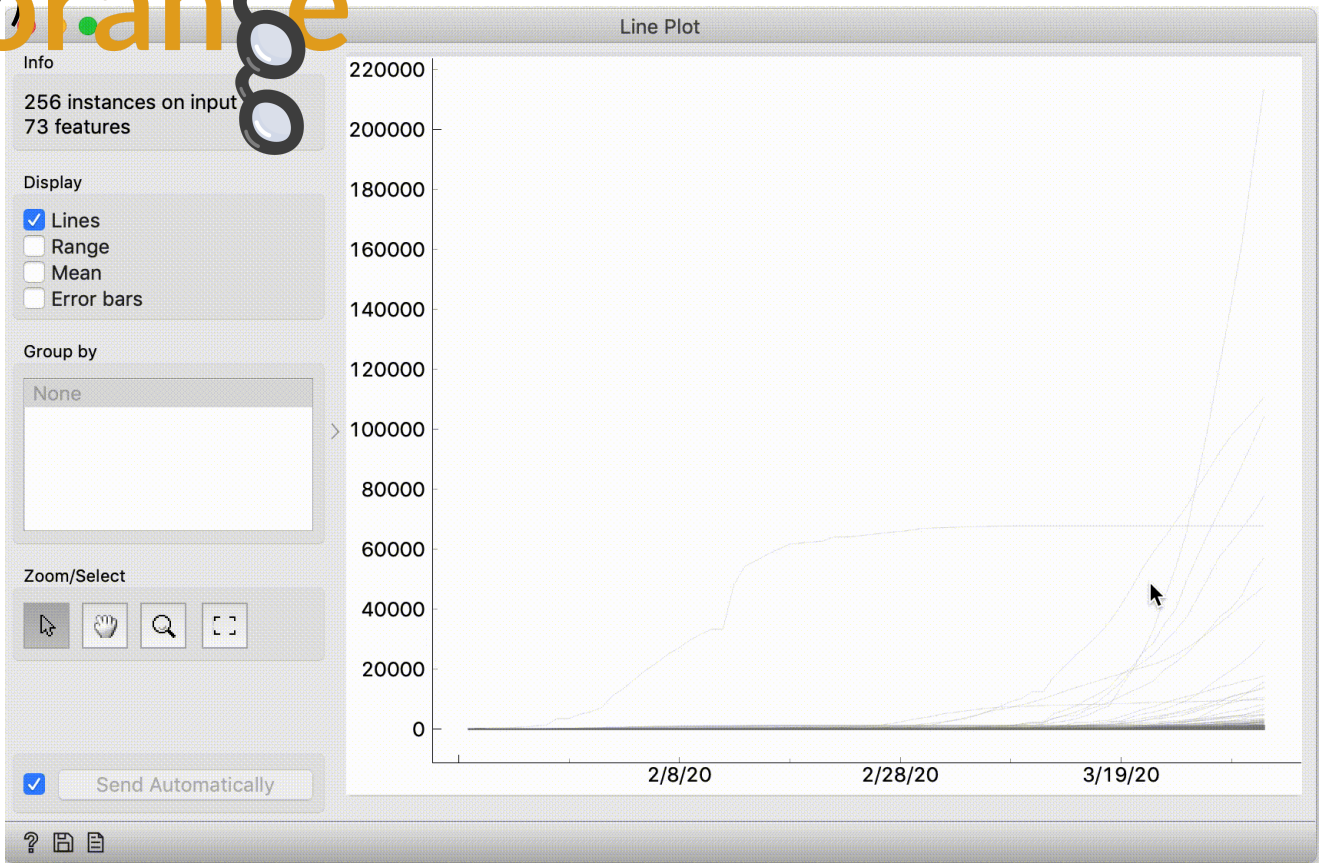 orange
Line Plot
Info
256 instances on input
73 features
Display
Lines
Range
Mean
Error bars
Group by
None
Zoom/Select
Send Automatically
220000
200000
180000
160000
140000
120000
100000
80000
60000
40000
20000
0
2/8/20
2/28/20
3/19/20